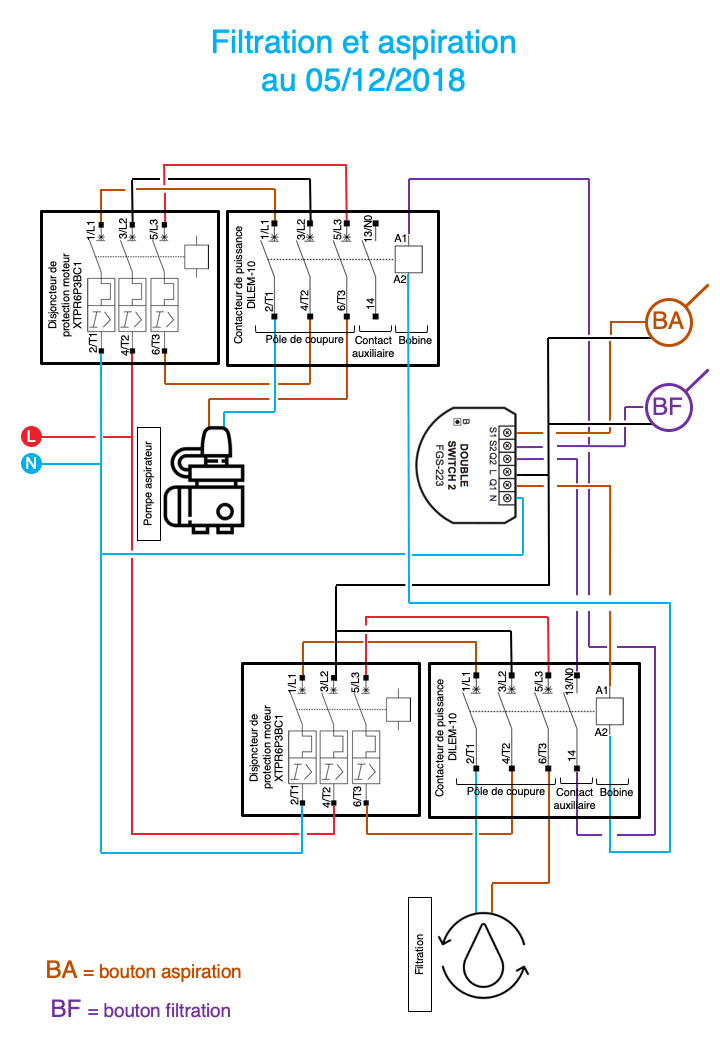 Filtration et aspiration
au 05/12/2018
1/L1
3/L2
5/L3
Disjoncteur de
protection moteur
XTPR6P3BC1
2/T1
4/T2
6/T3
1/L1
3/L2
5/L3
13/N0
A1
A2
Contacteur de puissance
DILEM-10
2/T1
4/T2
6/T3
14
Pôle de coupure
Contact
auxiliaire
Bobine
BA
BF
L
N
Pompe aspirateur
B
DOUBLE
SWITCH 2
FGS-223
S1
S2
Q2
L
Q1
N
1/L1
3/L2
5/L3
Disjoncteur de
protection moteur
XTPR6P3BC1
2/T1
4/T2
6/T3
1/L1
3/L2
5/L3
13/N0
A1
A2
Contacteur de puissance
DILEM-10
2/T1
4/T2
6/T3
14
Pôle de coupure
Contact
auxiliaire
Bobine
Filtration
BA = bouton aspiration
BF = bouton filtration